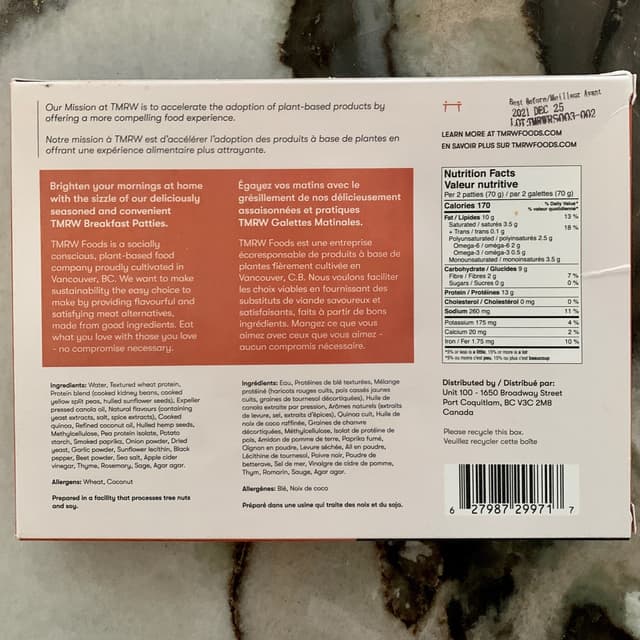 Our Mission at TMRW is to accelerate the adoption of plant-based products by
offering a more compelling food experience.
Notre mission à TMRW est d'accélérer l'adoption des produits à base de plantes en
offrant une expérience alimentaire plus attrayante.
Best Before/Meilleur Avant
2021 DEC 25
LEARN MORE AT TMRWFOODS.COM
EN SAVOIR PLUS SUR TMRWFOODS.COM
Brighten your mornings at home
with the sizzle of our deliciously
seasoned and convenient
TMRW Breakfast Patties.
TMRW Foods is a socially
conscious, plant-based food
company proudly cultivated in
Vancouver, BC. We want to make
sustainability the easy choice to
make by providing flavourful and
satisfying meat alternatives,
made from good ingredients. Eat
what you love with those you love
- no compromise necessary.
Égayez vos matins avec le
grésillement de nos délicieusement
assaisonnées et pratiques
TMRW Galettes Matinales.
TMRW Foods est une entreprise
écoresponsable de produits à base de
plantes fièrement cultivée en
Vancouver, C.B. Nous voulons faciliter
les choix viables en fournissant des
substituts de viande savoureux et
satisfaisants, faits à partir de bons
ingrédients. Mangez ce que vous
aimez avec ceux que vous aimez -
aucun compromis nécessaire.
Nutrition Facts
Valeur nutritive
Per 2 patties (70 g) / par 2 galettes (70 g)
Calories 170
% Daily Value*
% valeur quotidienne*
Fat / Lipides 10 g 13 %
Saturated / saturés 3.5 g
+ Trans / trans 0.1 g 18 %
Polyunsaturated / polyinsaturés 2.5 g
Omega-6 / oméga-6 2 g
Omega-3 / oméga-3 0.5 g
Monounsaturated / monoinsaturés 3.5 g
Carbohydrate / Glucides 9 g
Fibre / Fibres 2 g 7 %
Sugars / Sucres 0 g 0 %
Protein / Protéines 13 g
Cholesterol / Cholestérol 0 mg 0 %
Sodium 260 mg 11 %
Potassium 175 mg 4 %
Calcium 20 mg 2 %
Iron / Fer 1.75 mg 10 %
*5% or less is a little, 15% or more is a lot
*5% ou moins c'est peu, 15% ou plus c'est beaucoup
Ingredients: Water, Textured wheat protein,
Protein blend (cooked kidney beans, cooked
yellow split peas, hulled sunflower seeds), Expeller
pressed canola oil, Natural flavours (containing
yeast extracts, salt, spice extracts), Cooked
quinoa, Refined coconut oil, Hulled hemp seeds,
Methylcellulose, Pea protein isolate, Potato
starch, Smoked paprika, Onion powder, Dried
yeast, Garlic powder, Sunflower lecithin, Black
pepper, Beet powder, Sea salt, Apple cider
vinegar, Thyme, Rosemary, Sage, Agar agar.
Allergens: Wheat, Coconut
Prepared in a facility that processes tree nuts
and soy.
Ingrédients: Eau, Protéines de blé texturées, Mélange
protéiné (haricots rouges cuits, pois cassés jaunes
cuits, graines de tournesol décortiquées), Huile de
canola extraite par pression, Arômes naturels (extraits
de levure, sel, extraits d'épices), Quinoa cuit, Huile de
noix de coco raffinée, Graines de chanvre
décortiquées, Méthylcellulose, Isolat de protéine de
pois, Amidon de pomme de terre, Paprika fumé,
Oignon en poudre, Levure séchée, Ail en poudre,
Lécithine de tournesol, Poivre noir, Poudre de
betterave, Sel de mer, Vinaigre de cidre de pomme,
Thym, Romarin, Sauge, Agar agar.
Allergènes: Blé, Noix de coco
Préparé dans une usine qui traite des noix et du soja.
Distributed by / Distribué par:
Unit 100 - 1650 Broadway Street
Port Coquitlam, BC V3C 2M8
Canada
Please recycle this box.
Veuillez recycler cette boîte
6 27987 29971 7